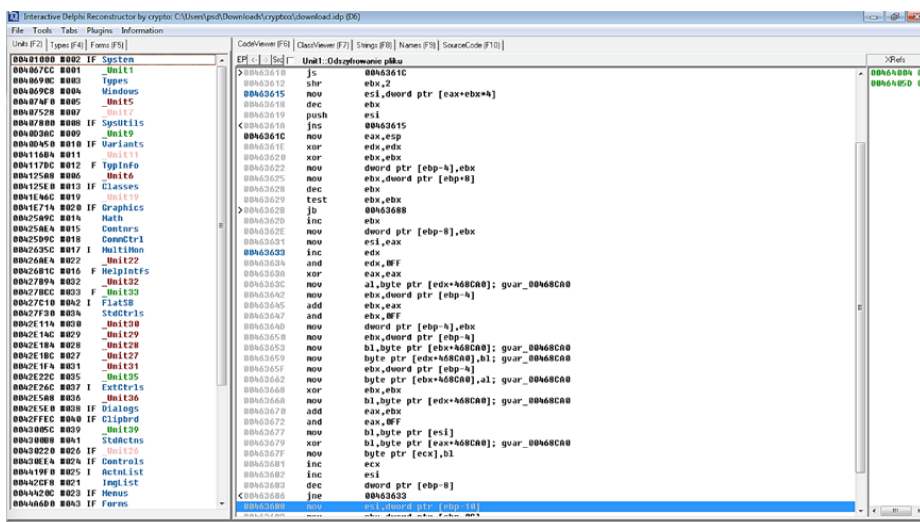 Interactive Delphi Reconstructor by crypto: C:\Users\psd\Downloads\cryptxxx\download.idp (D6)
File Tools Tabs Plugins Information
Units (F2) Types (F4) Forms (F5)
CodeViewer (F6) ClassViewer (F7) Strings (F8) Names (F9) SourceCode (F10)
EP <- -> Src Unit1::Odszyfrowanie pliku XRefs
00401000 #002 IF System
004067CC #001 _Unit1
0040690C #003 Types
004069C8 #004 Windows
004074F0 #005 _Unit5
00407528 #007 _Unit7
00407800 #008 IF SysUtils
0040D3AC #009 _Unit9
0040D450 #010 IF Variants
004116B4 #011 _Unit11
004117DC #012 F TypInfo
004125A8 #006 _Unit6
004125E0 #013 IF Classes
0041E46C #019 _Unit19
0041E714 #020 IF Graphics
00425A9C #014 Math
00425AE4 #015 Contnrs
00425D9C #018 CommCtrl
0042635C #017 I MultiMon
00426AE4 #022 _Unit22
00426B1C #016 F HelpIntfs
00427B94 #032 _Unit32
00427BCC #033 F _Unit33
00427C10 #042 I FlatSB
00427F30 #034 StdCtrls
0042E114 #030 _Unit30
0042E14C #029 _Unit29
0042E184 #028 _Unit28
0042E1BC #027 _Unit27
0042E1F4 #031 _Unit31
0042E22C #035 _Unit35
0042E26C #037 I ExtCtrls
0042E5A8 #036 _Unit36
0042E5E0 #038 IF Dialogs
0042FFEC #040 IF Clipbrd
0043005C #039 _Unit39
004300B8 #041 StdActns
00430220 #026 IF _Unit26
00430EE4 #024 IF Controls
004419F0 #025 I ActnList
00442CF8 #021 ImgList
0044420C #023 IF Menus
0044A6D0 #043 IF Forms
>00463610 js 0046361C
00463612 shr ebx,2
00463615 mov esi,dword ptr [eax+ebx*4]
00463618 dec ebx
00463619 push esi
<0046361A jns 00463615
0046361C mov eax,esp
0046361E xor edx,edx
00463620 xor ebx,ebx
00463622 mov dword ptr [ebp-4],ebx
00463625 mov ebx,dword ptr [ebp+8]
00463628 dec ebx
00463629 test ebx,ebx
>0046362B jb 00463688
0046362D inc ebx
0046362E mov dword ptr [ebp-8],ebx
00463631 mov esi,eax
00463633 inc edx
00463634 and edx,0FF
0046363A xor eax,eax
0046363C mov al,byte ptr [edx+468CA0]; gvar_00468CA0
00463642 mov ebx,dword ptr [ebp-4]
00463645 add ebx,eax
00463647 and ebx,0FF
0046364D mov dword ptr [ebp-4],ebx
00463650 mov ebx,dword ptr [ebp-4]
00463653 mov bl,byte ptr [ebx+468CA0]; gvar_00468CA0
00463659 mov byte ptr [edx+468CA0],bl; gvar_00468CA0
0046365F mov ebx,dword ptr [ebp-4]
00463662 mov byte ptr [ebx+468CA0],al; gvar_00468CA0
00463668 xor ebx,ebx
0046366A mov bl,byte ptr [edx+468CA0]; gvar_00468CA0
00463670 add eax,ebx
00463672 and eax,0FF
00463677 mov bl,byte ptr [esi]
00463679 xor bl,byte ptr [eax+468CA0]; gvar_00468CA0
0046367F mov byte ptr [ecx],bl
00463681 inc ecx
00463682 inc esi
00463683 dec dword ptr [ebp-8]
<00463686 jne 00463633
00463688 mov esi,dword ptr [ebp-10]
004640B4
0046405D